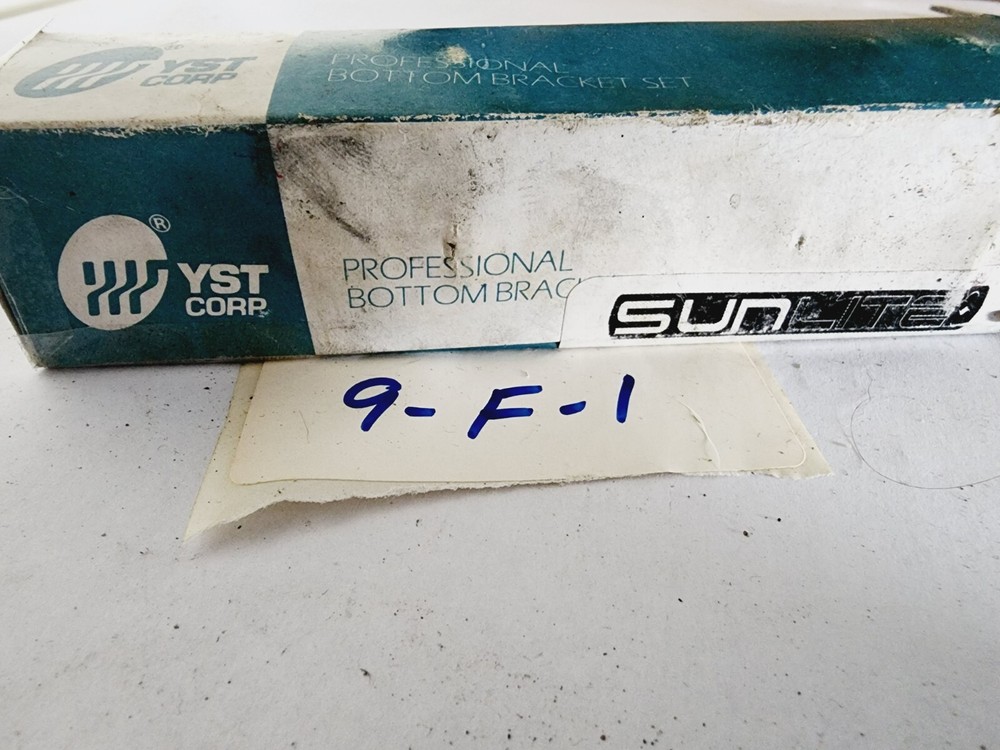 YST
CORP
PROFESSIONAL
BOTTOM BRACKET SET
®
YST
CORP.
PROFESSIONAL
BOTTOM BRAC
SUNLITE
9-F-1